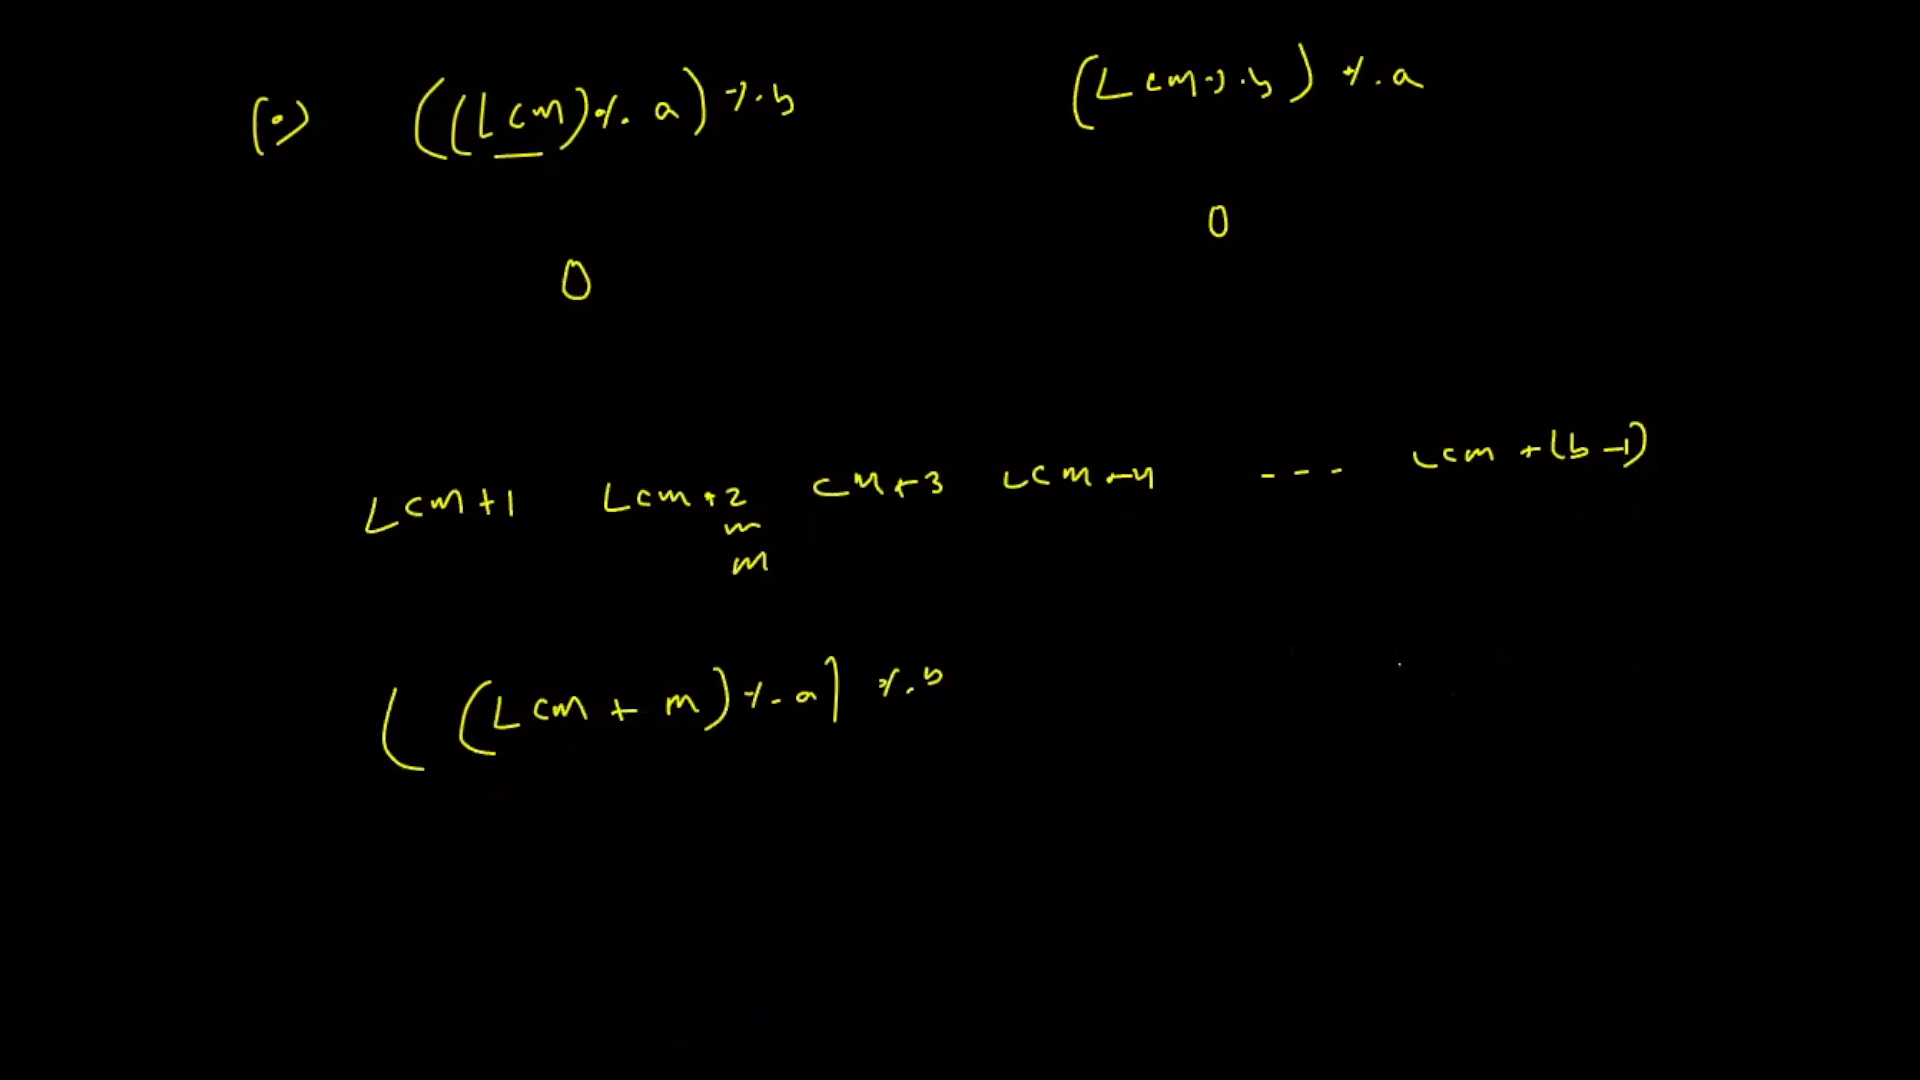 (•) ((Lcm)%. a) %. b (Lcm %. b) %. a
0 0
Lcm+1 Lcm+2 cm+3 Lcm+4 --- Lcm + (b-1)
m
m
((Lcm + m) %. a) %. b